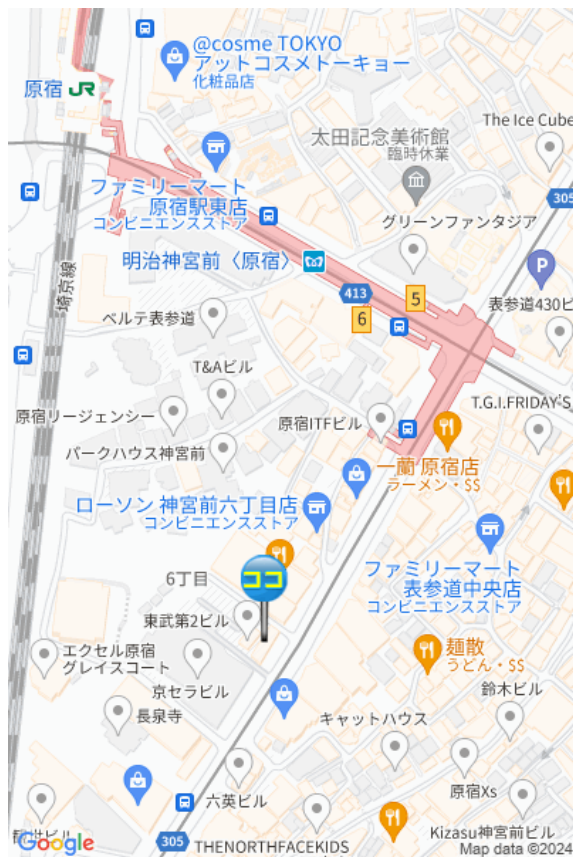 @cosme TOKYO
アットコスメトーキョー
化粧品店
原宿 JR
The Ice Cube
太田記念美術館
臨時休業
305
ファミリーマート
原宿駅東店
コンビニエンスストア
グリーンファンタジア
明治神宮前〈原宿〉
P
埼京線
413
5
6
表参道430ビ
ベルテ表参道
T&Aビル
T.G.I.FRIDAY'S
原宿リージェンシー
原宿ITFビル
パークハウス神宮前
一蘭 原宿店
ラーメン・$$
ローソン 神宮前六丁目店
コンビニエンスストア
ファミリーマート
表参道中央店
コンビニエンスストア
ココ
6丁目
東武第2ビル
エクセル原宿
グレイスコート
麺散
うどん・$$
京セラビル
鈴木ビル
長泉寺
キャットハウス
六英ビル
原宿Xs
Google
305
THENORTHFACEKIDS
Kizasu神宮前ビル
Map data ©2024